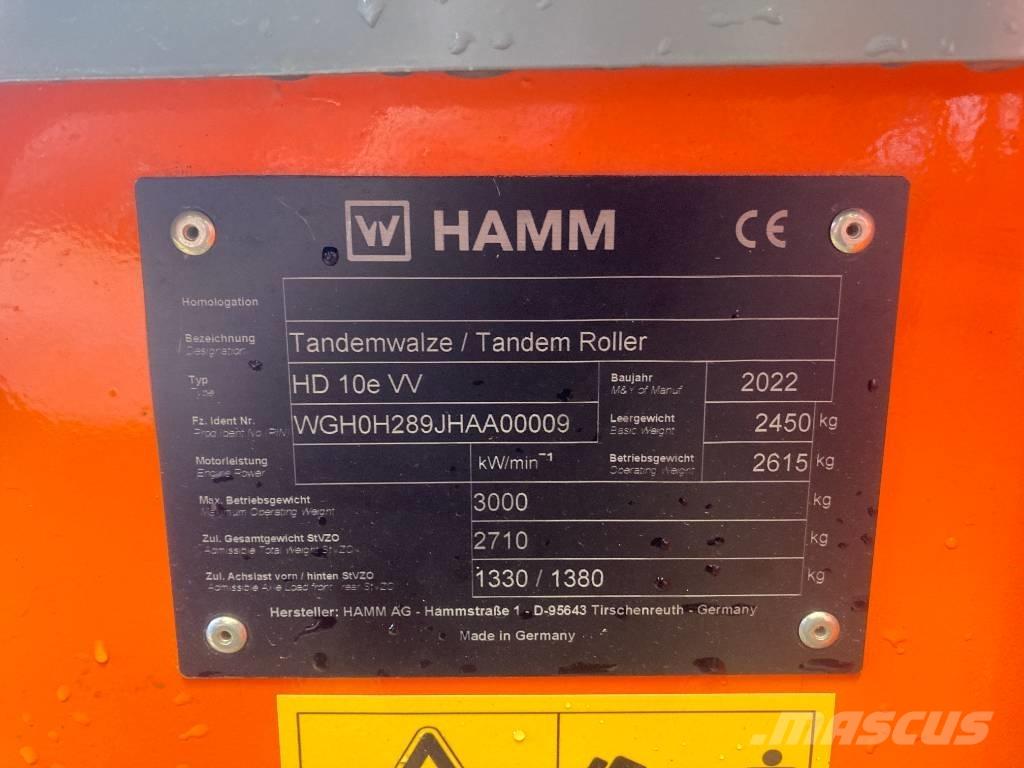 W HAMM CE
Homologation
Bezeichnung Tandemwalze / Tandem Roller
Designation
Typ HD 10e VV Baujahr 2022
Type M&Y of Manuf
Fz. Ident Nr. WGH0H289JHAA00009 Leergewicht 2450 kg
Prod Ident No. (PIN) Basic Weight
Motorleistung kW/min⁻¹ Betriebsgewicht 2615 kg
Engine Power Operating Weight
Max. Betriebsgewicht 3000 kg
Maximum Operating Weight
Zul. Gesamtgewicht StVZO 2710 kg
Admissible Total Weight StVZO
Zul. Achslast vorn / hinten StVZO 1330 / 1380 kg
Admissible Axle Load front / rear StVZO
Hersteller: HAMM AG - Hammstraße 1 - D-95643 Tirschenreuth - Germany
Made in Germany
MASCUS